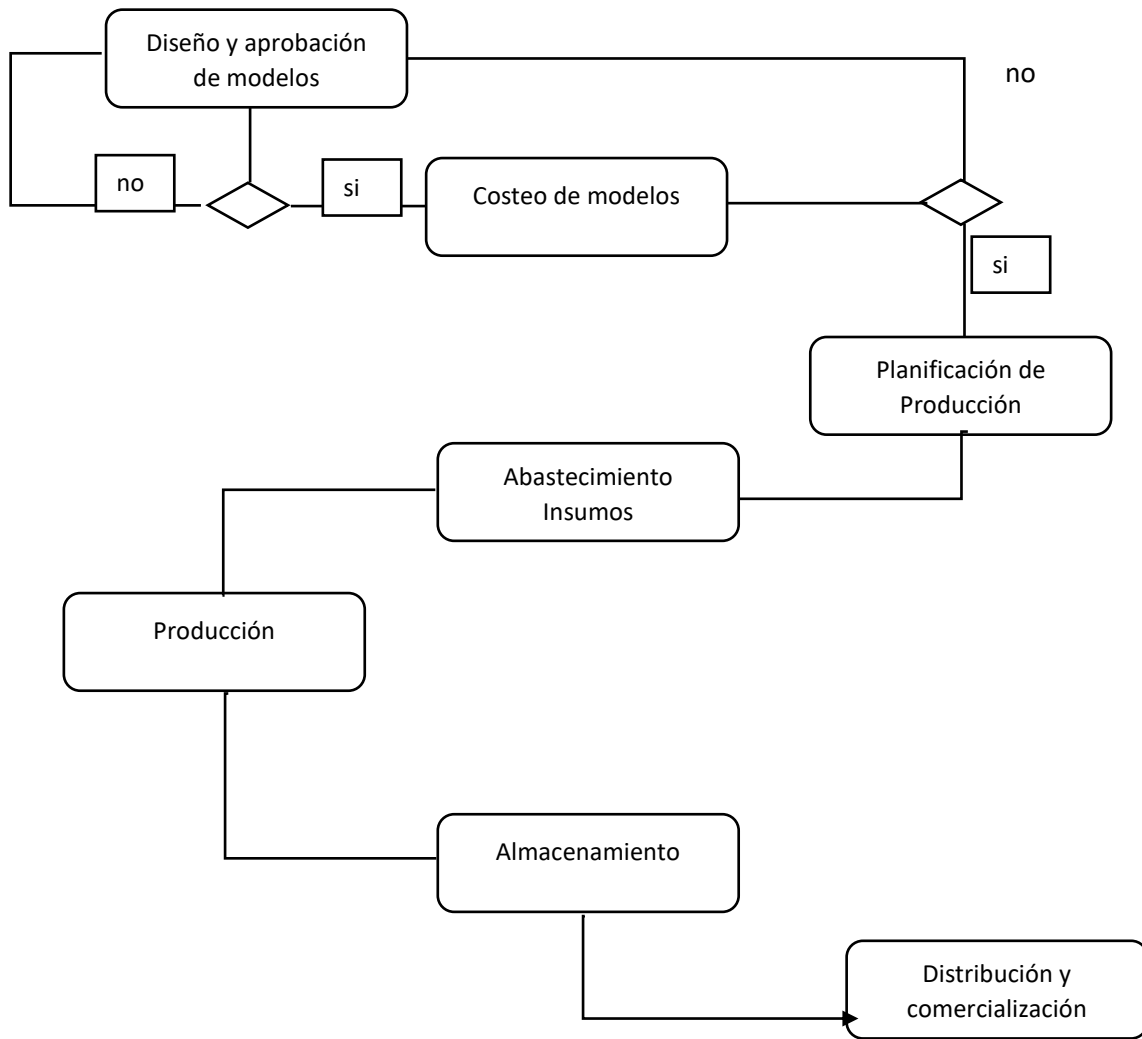 Diseño y aprobación
de modelos
no
no
si
Costeo de modelos
si
Planificación de
Producción
Abastecimiento
Insumos
Producción
Almacenamiento
Distribución y
comercialización